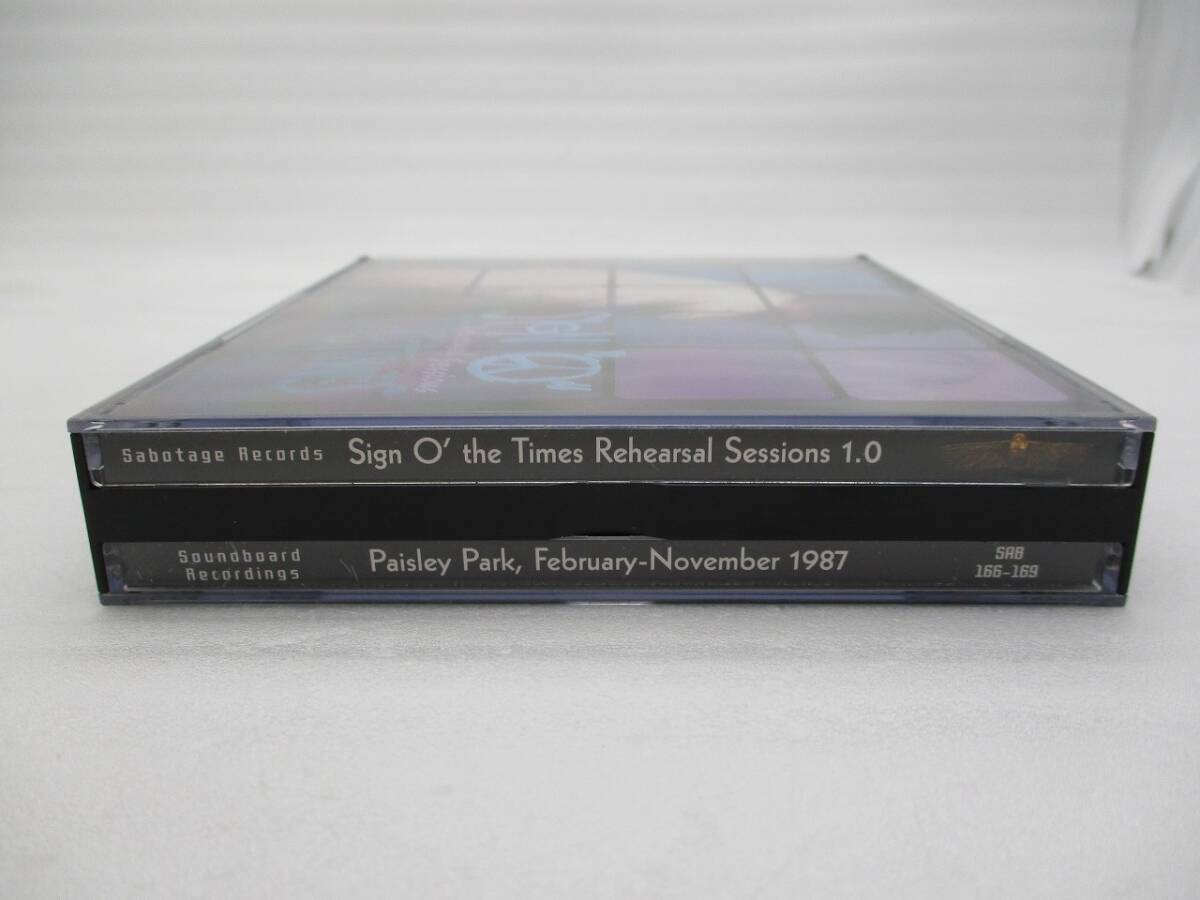 Sabotage Records Sign O' the Times Rehearsal Sessions 1.0
Soundboard Recordings Paisley Park, February-November 1987 SAB 166-169